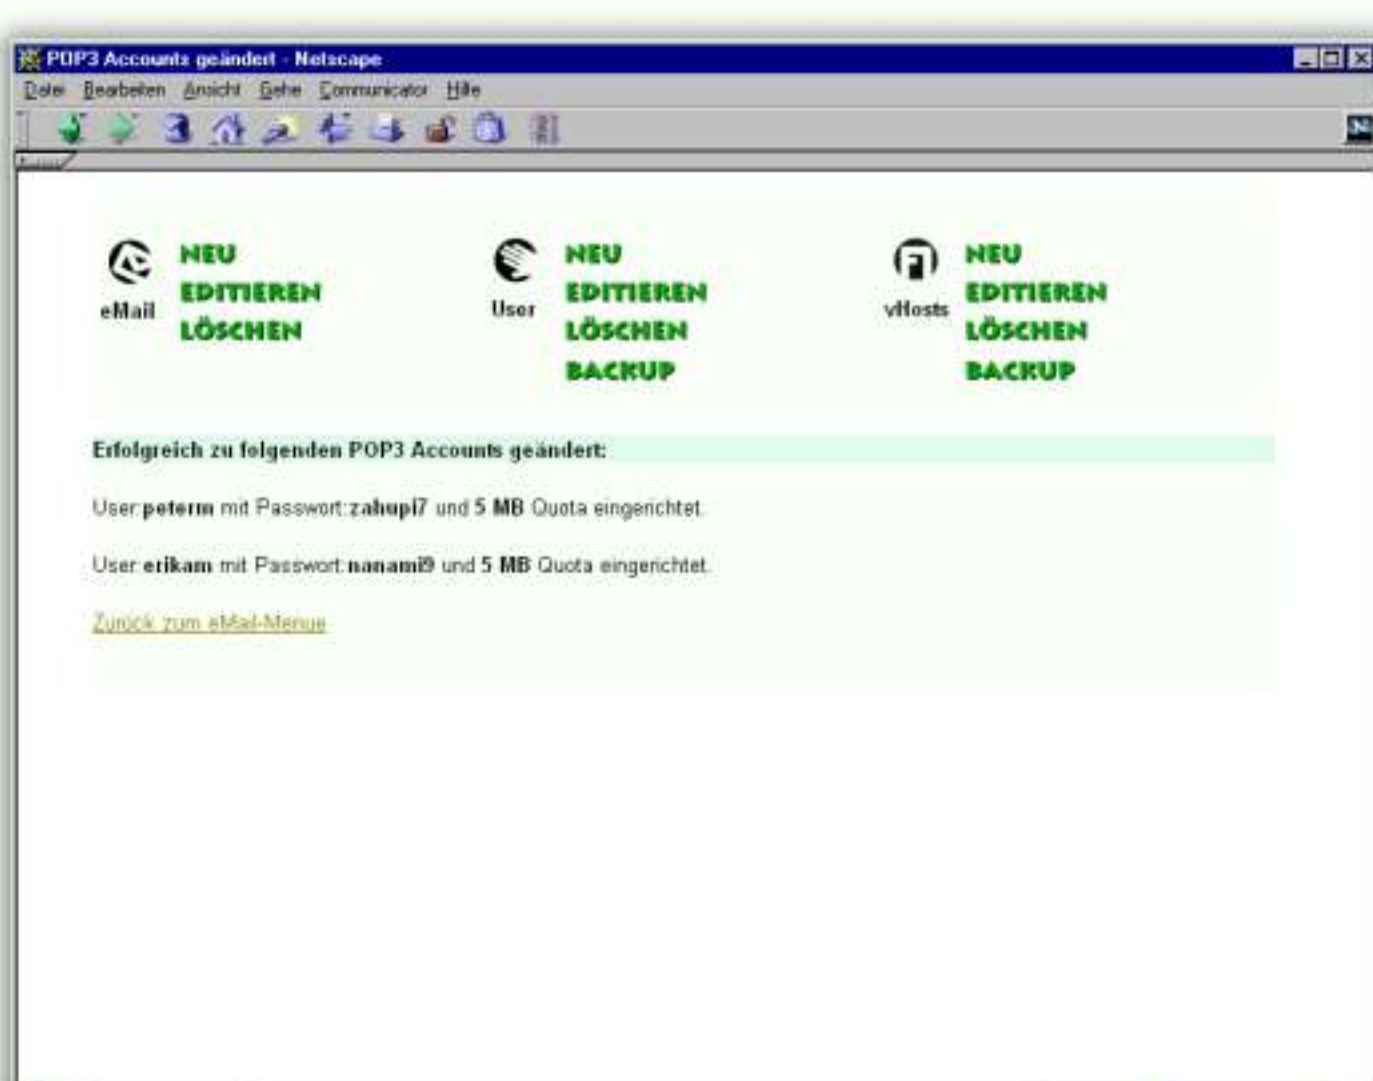 POP3 Accounts geändert - Netscape
Datei Bearbeiten Ansicht Gehe Communicator Hilfe
NEU NEU NEU
EDITIEREN EDITIEREN EDITIEREN
eMail User vHosts
LÖSCHEN LÖSCHEN LÖSCHEN
BACKUP BACKUP
Erfolgreich zu folgenden POP3 Accounts geändert:
User:peterm mit Passwort:zahupi7 und 5 MB Quota eingerichtet.
User:erikam mit Passwort:nanami9 und 5 MB Quota eingerichtet.
Zurück zum eMail-Menue